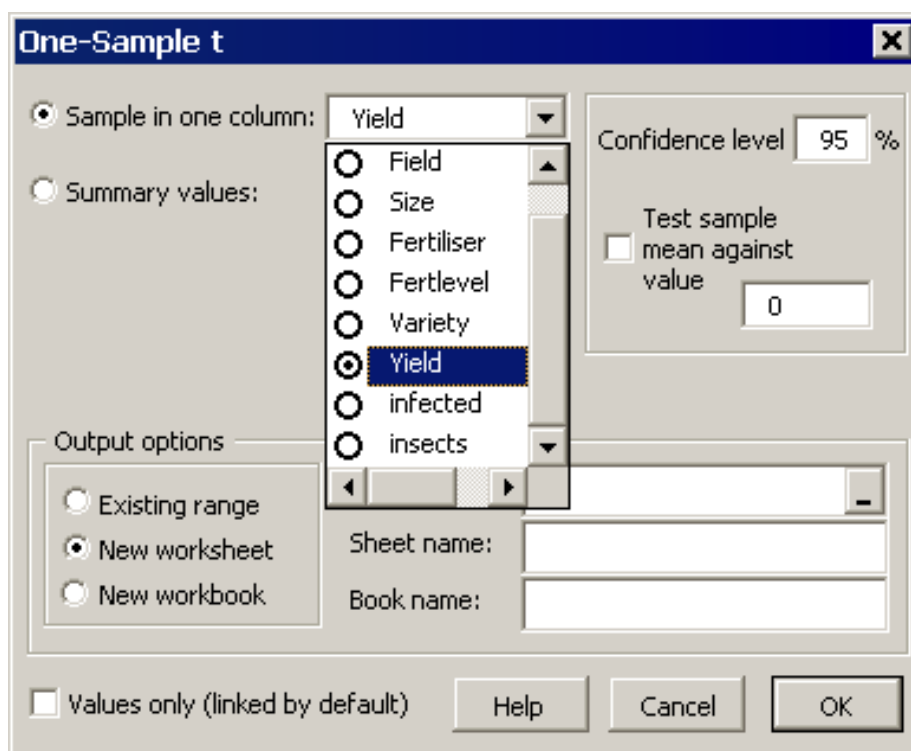 One-Sample t
Sample in one column:
Yield
Confidence level 95 %
Field
Summary values:
Size
Test sample
mean against
value
0
Fertiliser
Fertlevel
Variety
Yield
infected
insects
Output options
Existing range
New worksheet
New workbook
Sheet name:
Book name:
Values only (linked by default)
Help
Cancel
OK